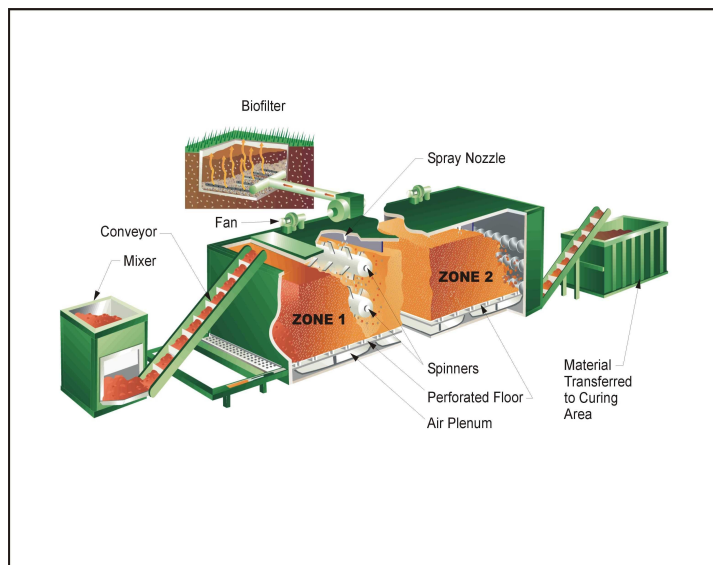 Biofilter
Spray Nozzle
Fan
Conveyor
Mixer
ZONE 1
ZONE 2
Spinners
Perforated Floor
Air Plenum
Material
Transferred
to Curing
Area